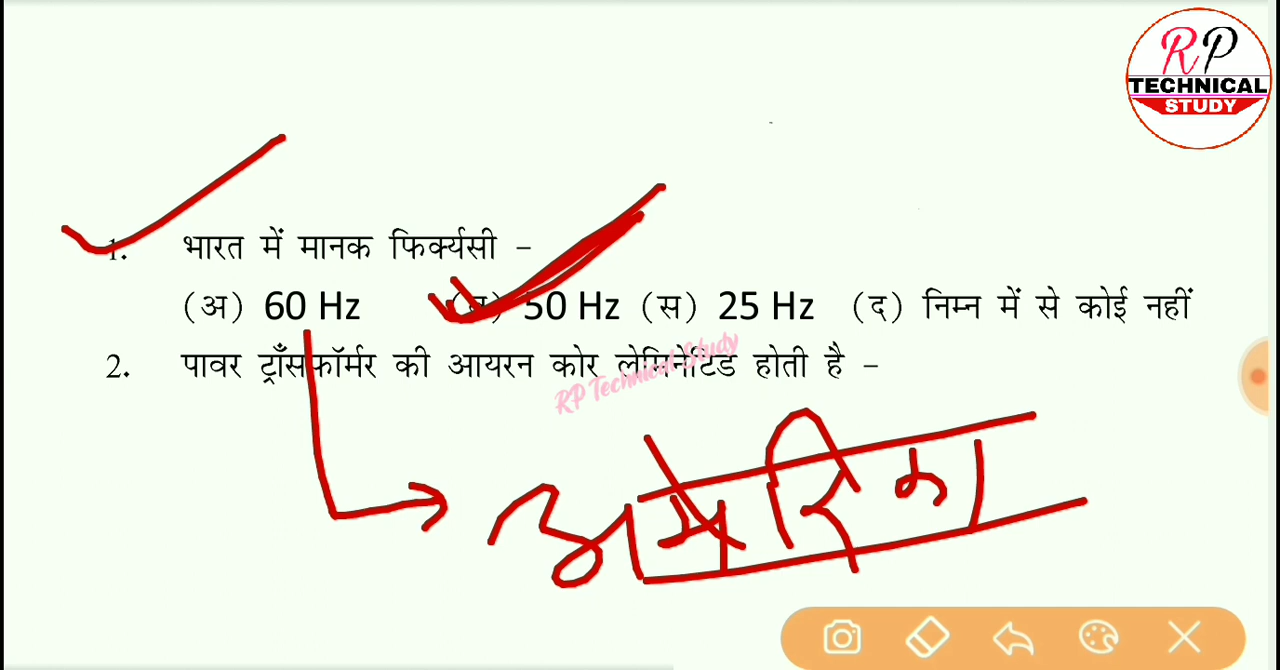 RP
TECHNICAL
STUDY
1. भारत में मानक फिर्क्यसी –
(अ) 60 Hz (ब) 50 Hz (स) 25 Hz (द) निम्न में से कोई नहीं
2. पावर ट्राँसफॉर्मर की आयरन कोर लेमिनेटिड होती है –
RP Technical Study
अमेरिका